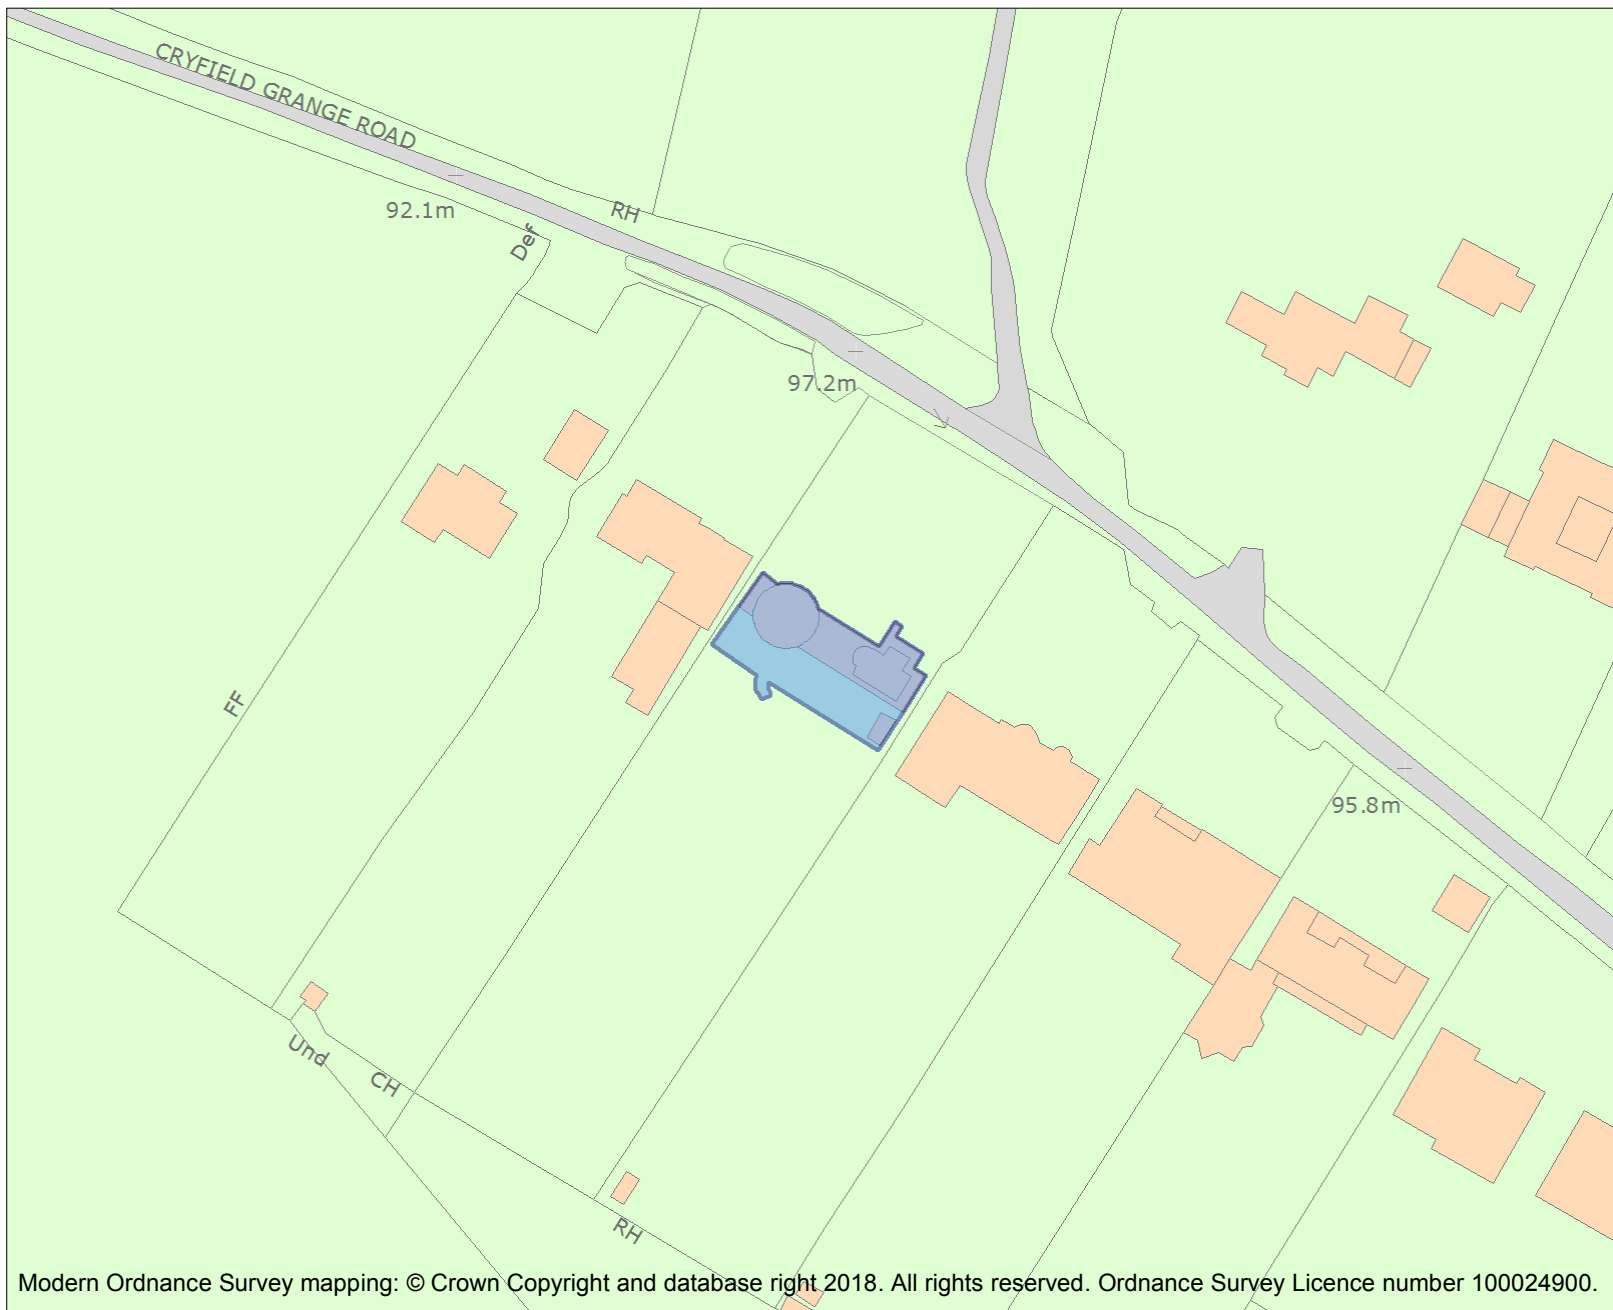 CRYFIELD GRANGE ROAD
92.1m
RH
Def
97.2m
FF
95.8m
Und
CH
RH
Modern Ordnance Survey mapping: © Crown Copyright and database right 2018. All rights reserved. Ordnance Survey Licence number 100024900.